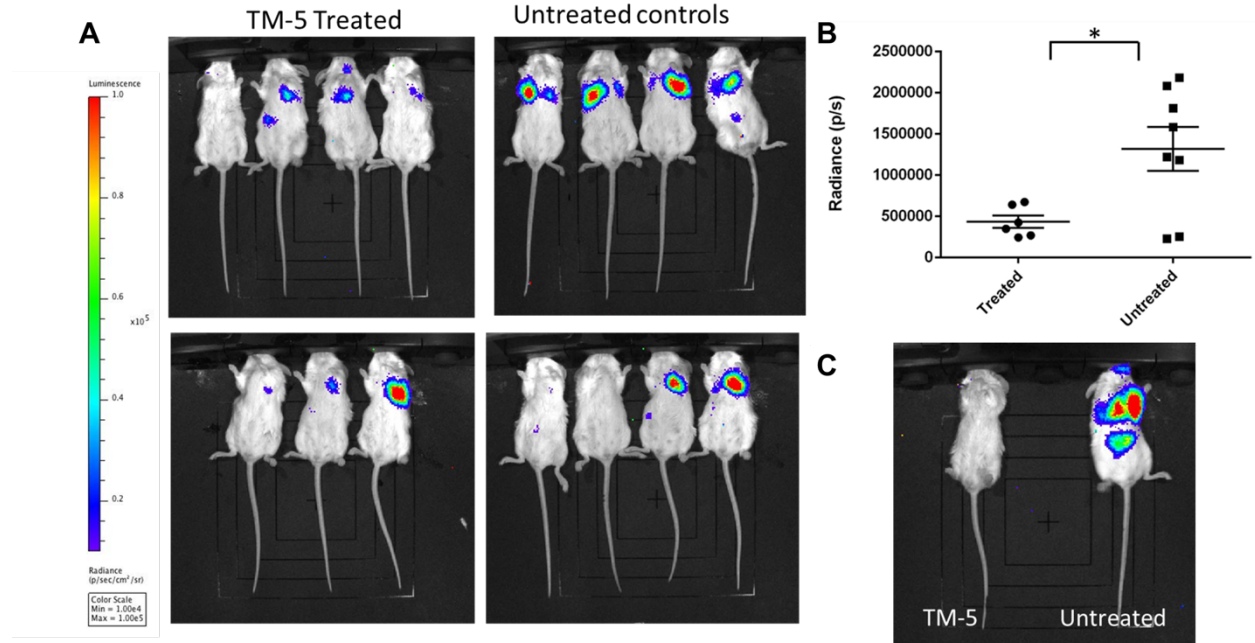 A
TM-5 Treated
Untreated controls
Luminescence
1.0
0.8
0.6
x10⁵
0.4
0.2
Radiance
(p/sec/cm²/sr)
Color Scale
Min = 1.00e4
Max = 1.00e5
B
*
2500000
2000000
1500000
1000000
500000
0
Radiance (p/s)
Treated
Untreated
C
TM-5
Untreated